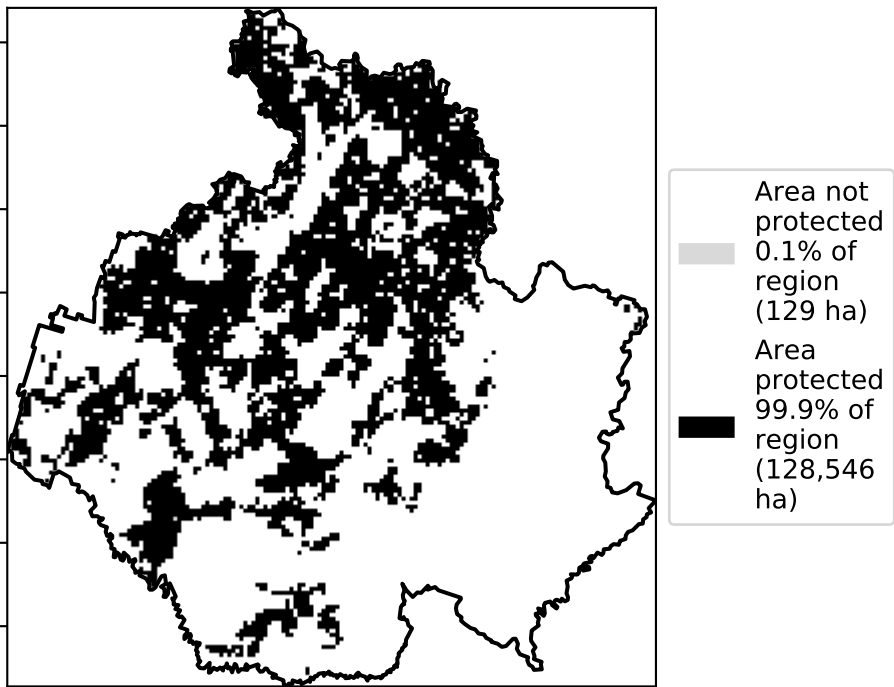 Area not
protected
0.1% of
region
(129 ha)
Area
protected
99.9% of
region
(128,546
ha)